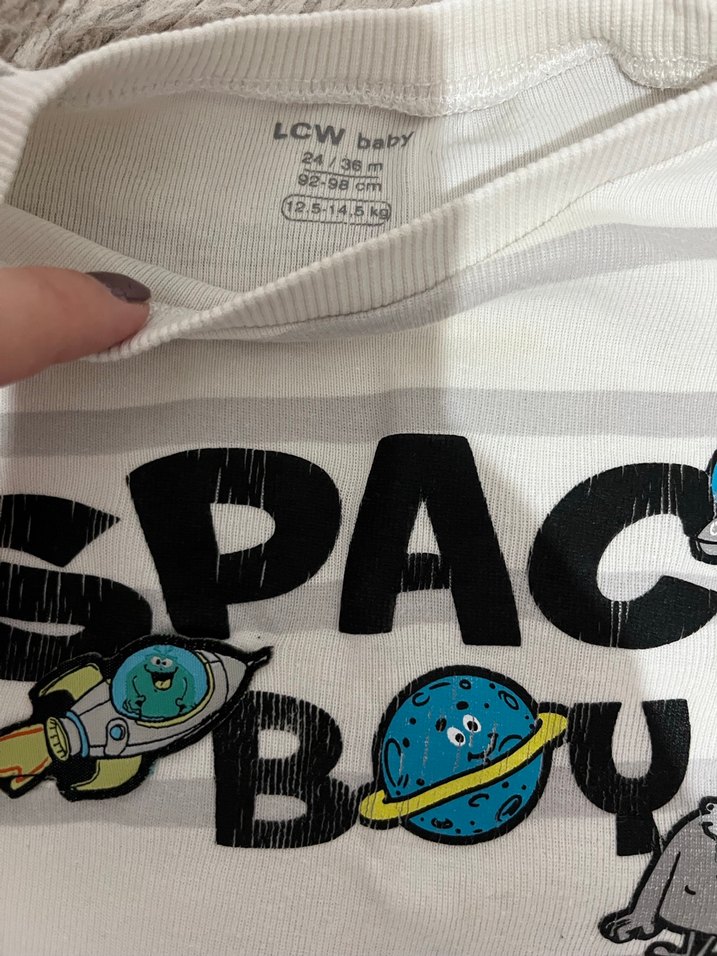 LCW baby
24/36 m
92-98 cm
12.5-14.5 kg
SPAC
BOY